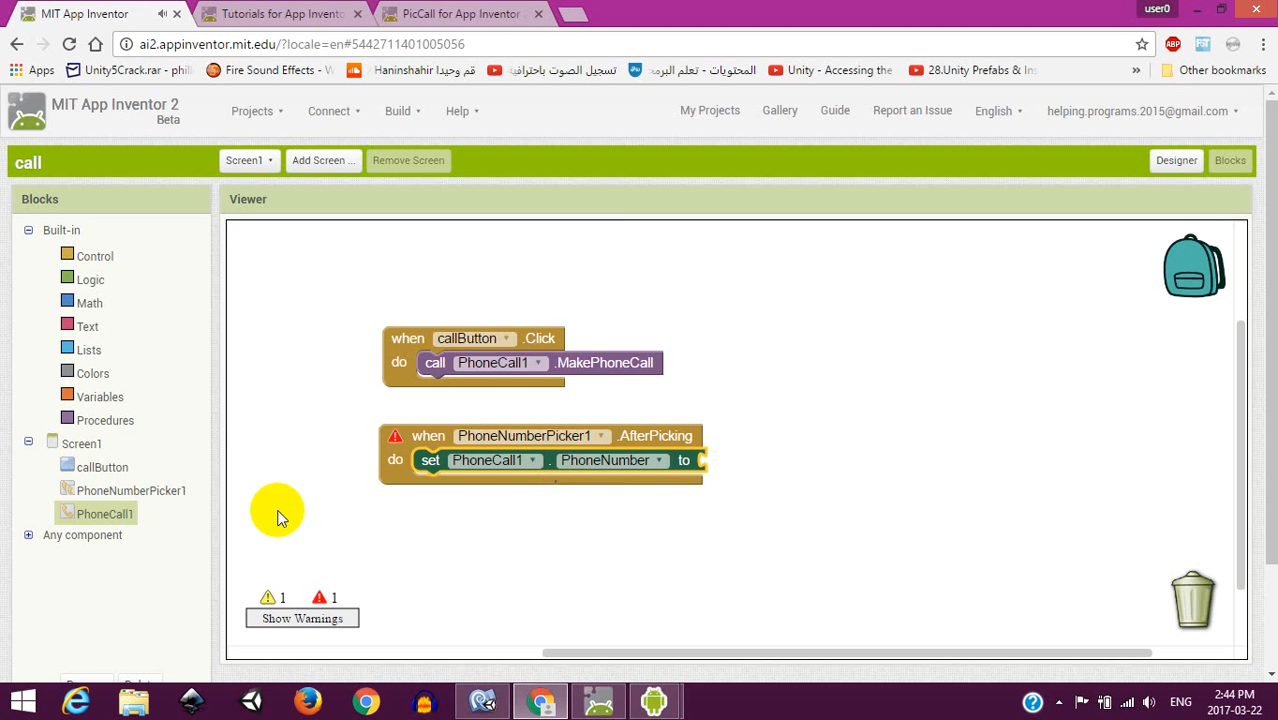 MIT App Inventor
Tutorials for App Invento
PicCall for App Inventor
user0
ai2.appinventor.mit.edu/?locale=en#5442711401005056
Apps
Unity5Crack.rar - phill
Fire Sound Effects - W
قم وحيدا Haninshahir
تسجيل الصوت باحترافية
المحتويات - تعلم البرمج
Unity - Accessing the
28.Unity Prefabs & Ins
»
Other bookmarks
MIT App Inventor 2
Beta
Projects
Connect
Build
Help
My Projects
Gallery
Guide
Report an Issue
English
helping.programs.2015@gmail.com
call
Screen1
Add Screen ...
Remove Screen
Designer
Blocks
Blocks
Viewer
Built-in
Control
Logic
Math
Text
Lists
Colors
Variables
Procedures
Screen1
callButton
PhoneNumberPicker1
PhoneCall1
Any component
when callButton .Click
do call PhoneCall1 .MakePhoneCall
when PhoneNumberPicker1 .AfterPicking
do set PhoneCall1 . PhoneNumber to
1 1
Show Warnings
ENG
2:44 PM
2017-03-22